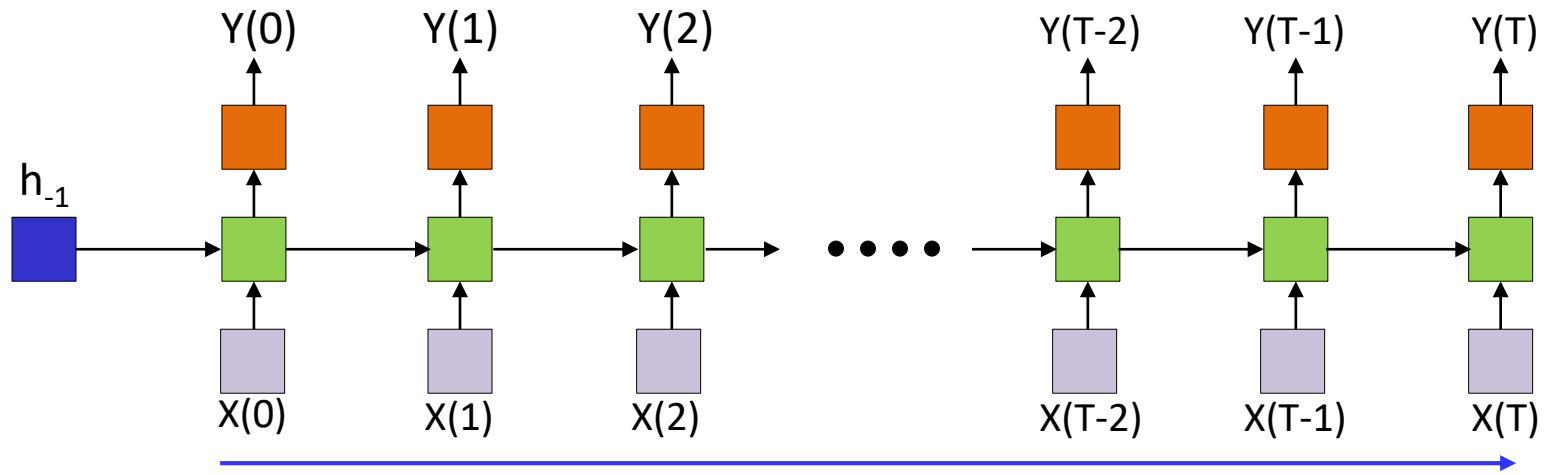 Y(0) Y(1) Y(2) Y(T-2) Y(T-1) Y(T)
h-1
X(0) X(1) X(2) X(T-2) X(T-1) X(T)